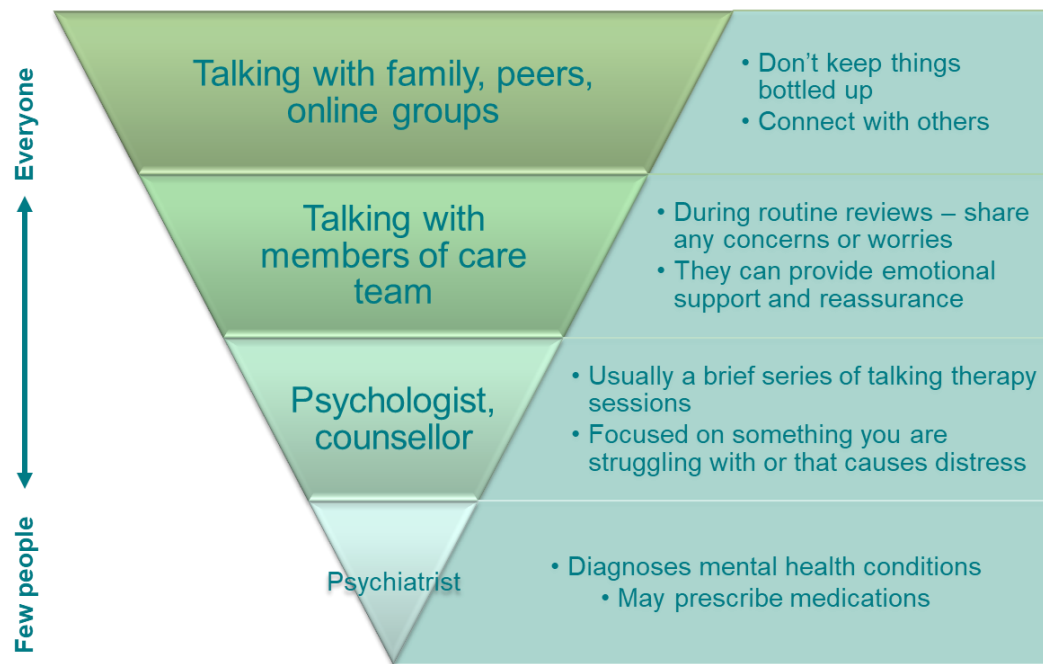 Everyone
Few people
Talking with family, peers,
online groups
• Don’t keep things
bottled up
• Connect with others
Talking with
members of care
team
• During routine reviews – share
any concerns or worries
• They can provide emotional
support and reassurance
Psychologist,
counsellor
• Usually a brief series of talking therapy
sessions
• Focused on something you are
struggling with or that causes distress
Psychiatrist
• Diagnoses mental health conditions
• May prescribe medications